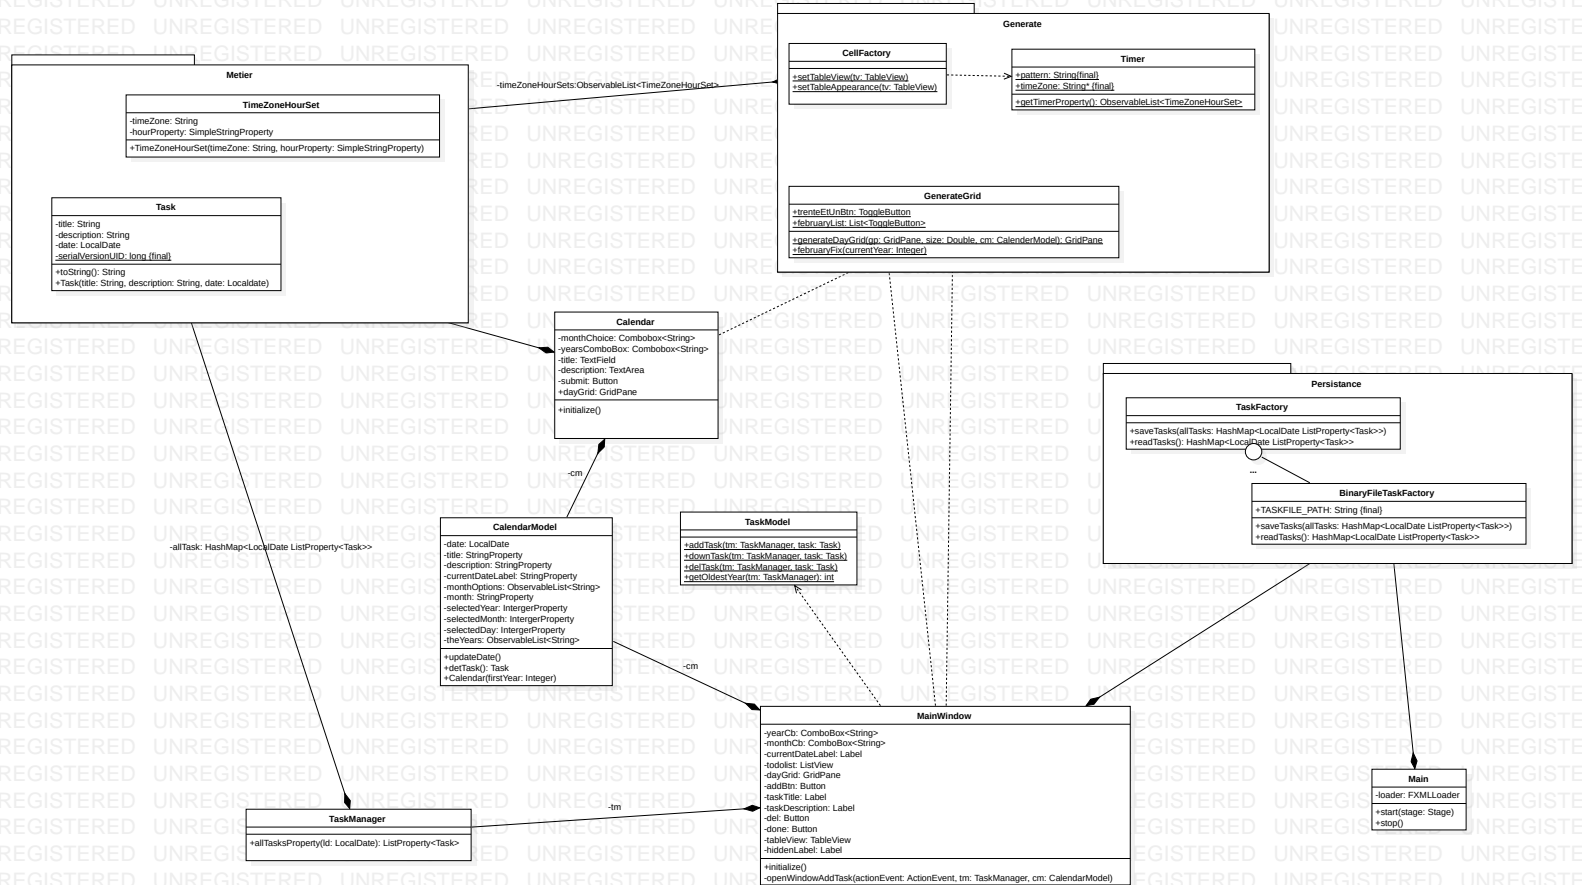 Generate
CellFactory
+setTableView(tv: TableView)
+setTableAppearance(tv: TableView)
Timer
+pattern: String{final}
+timeZone: String* {final}
+getTimerProperty(): ObservableList<TimeZoneHourSet>
GenerateGrid
+trenteEtUnBtn: ToggleButton
+februaryList: List<ToggleButton>
+generateDayGrid(gp: GridPane, size: Double, cm: CalenderModel): GridPane
+februaryFix(currentYear: Integer)
Metier
TimeZoneHourSet
-timeZone: String
-hourProperty: SimpleStringProperty
+TimeZoneHourSet(timeZone: String, hourProperty: SimpleStringProperty)
Task
-title: String
-description: String
-date: LocalDate
-serialVersionUID: long {final}
+toString(): String
+Task(title: String, description: String, date: Localdate)
-timeZoneHourSets:ObservableList<TimeZoneHourSet>
Calendar
-monthChoice: Combobox<String>
-yearsComboBox: Combobox<String>
-title: TextField
-description: TextArea
-submit: Button
+dayGrid: GridPane
+initialize()
Persistance
TaskFactory
+saveTasks(allTasks: HashMap<LocalDate ListProperty<Task>>)
+readTasks(): HashMap<LocalDate ListProperty<Task>>
...
BinaryFileTaskFactory
+TASKFILE_PATH: String {final}
+saveTasks(allTasks: HashMap<LocalDate ListProperty<Task>>)
+readTasks(): HashMap<LocalDate ListProperty<Task>>
-cm
-allTask: HashMap<LocalDate ListProperty<Task>>
CalendarModel
-date: LocalDate
-title: StringProperty
-description: StringProperty
-currentDateLabel: StringProperty
-monthOptions: ObservableList<String>
-month: StringProperty
-selectedYear: IntergerProperty
-selectedMonth: IntergerProperty
-selectedDay: IntergerProperty
-theYears: ObservableList<String>
+updateDate()
+detTask(): Task
+Calendar(firstYear: Integer)
TaskModel
+addTask(tm: TaskManager, task: Task)
+downTask(tm: TaskManager, task: Task)
+delTask(tm: TaskManager, task: Task)
+getOldestYear(tm: TaskManager): int
-cm
MainWindow
-yearCb: ComboBox<String>
-monthCb: ComboBox<String>
-currentDateLabel: Label
-todolist: ListView
-dayGrid: GridPane
-addBtn: Button
-taskTitle: Label
-taskDescription: Label
-del: Button
-done: Button
-tableView: TableView
-hiddenLabel: Label
+initialize()
-openWindowAddTask(actionEvent: ActionEvent, tm: TaskManager, cm: CalendarModel)
Main
-loader: FXMLLoader
+start(stage: Stage)
+stop()
-tm
TaskManager
+allTasksProperty(ld: LocalDate): ListProperty<Task>
UNREGISTERED